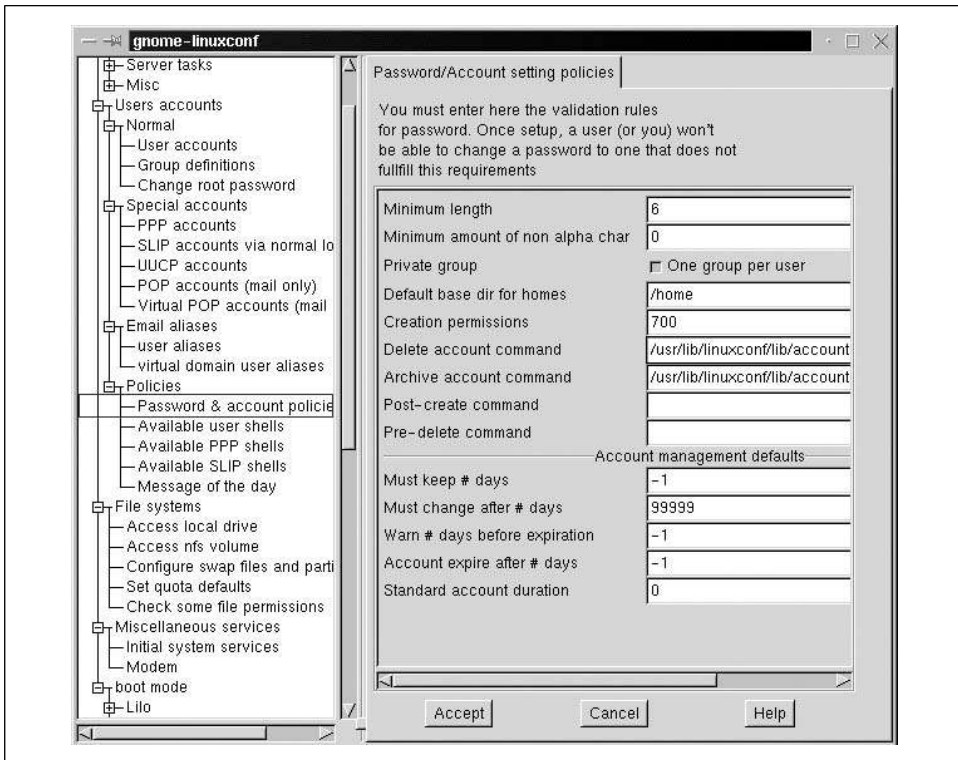 gnome-linuxconf
Server tasks
Misc
Users accounts
Normal
User accounts
Group definitions
Change root password
Special accounts
PPP accounts
SLIP accounts via normal lo
UUCP accounts
POP accounts (mail only)
Virtual POP accounts (mail
Email aliases
user aliases
virtual domain user aliases
Policies
Password & account policie
Available user shells
Available PPP shells
Available SLIP shells
Message of the day
File systems
Access local drive
Access nfs volume
Configure swap files and parti
Set quota defaults
Check some file permissions
Miscellaneous services
Initial system services
Modem
boot mode
Lilo
Password/Account setting policies
You must enter here the validation rules
for password. Once setup, a user (or you) won't
be able to change a password to one that does not
fullfill this requirements
Minimum length 6
Minimum amount of non alpha char 0
Private group One group per user
Default base dir for homes /home
Creation permissions 700
Delete account command /usr/lib/linuxconf/lib/account
Archive account command /usr/lib/linuxconf/lib/account
Post-create command
Pre-delete command
Account management defaults
Must keep # days -1
Must change after # days 99999
Warn # days before expiration -1
Account expire after # days -1
Standard account duration 0
Accept Cancel Help